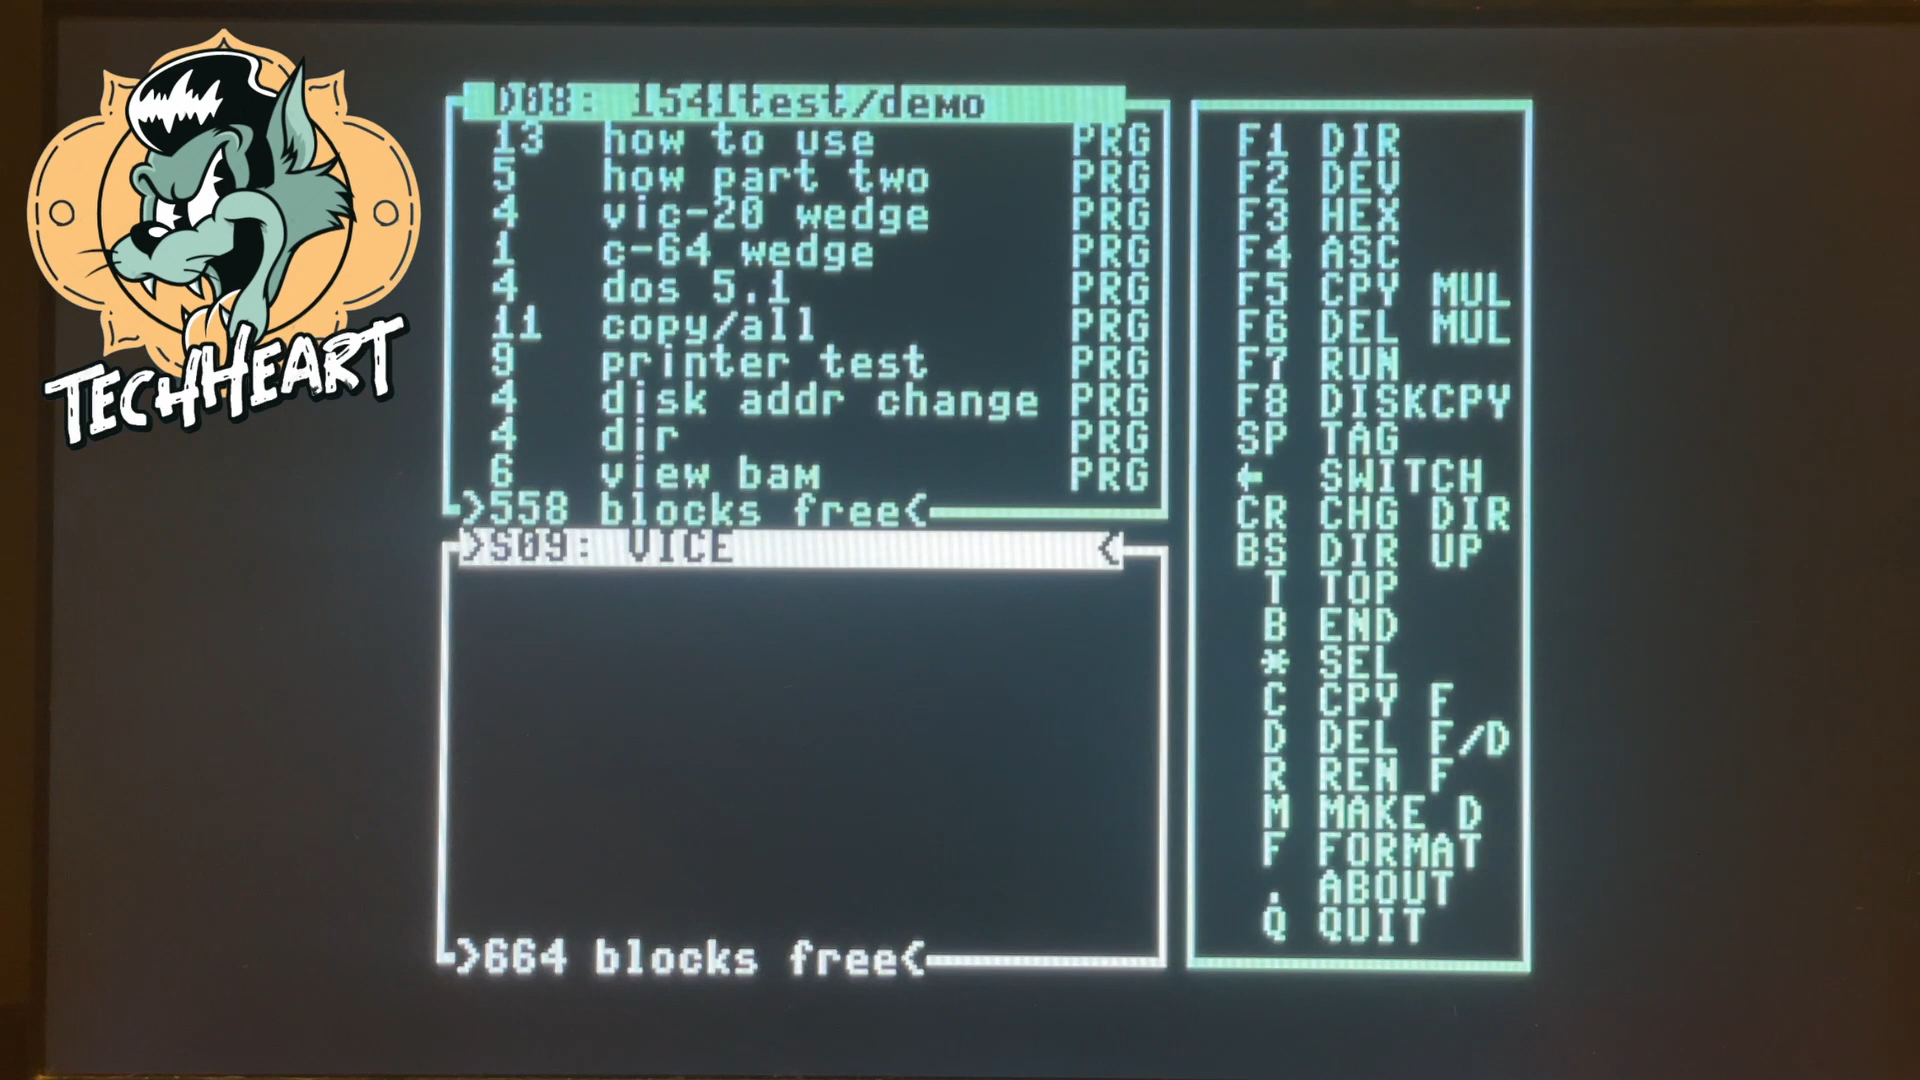 TECHHEART
D08: 1541test/demo
13 how to use PRG
5 how part two PRG
4 vic-20 wedge PRG
1 c-64 wedge PRG
4 dos 5.1 PRG
11 copy/all PRG
9 printer test PRG
4 disk addr change PRG
4 dir PRG
6 view bam PRG
>558 blocks free<
>S09: VICE <
>664 blocks free<
F1 DIR
F2 DEV
F3 HEX
F4 ASC
F5 CPY MUL
F6 DEL MUL
F7 RUN
F8 DISKCPY
SP TAG
← SWITCH
CR CHG DIR
BS DIR UP
T TOP
B END
* SEL
C CPY F
D DEL F/D
R REN F
M MAKE D
F FORMAT
. ABOUT
Q QUIT